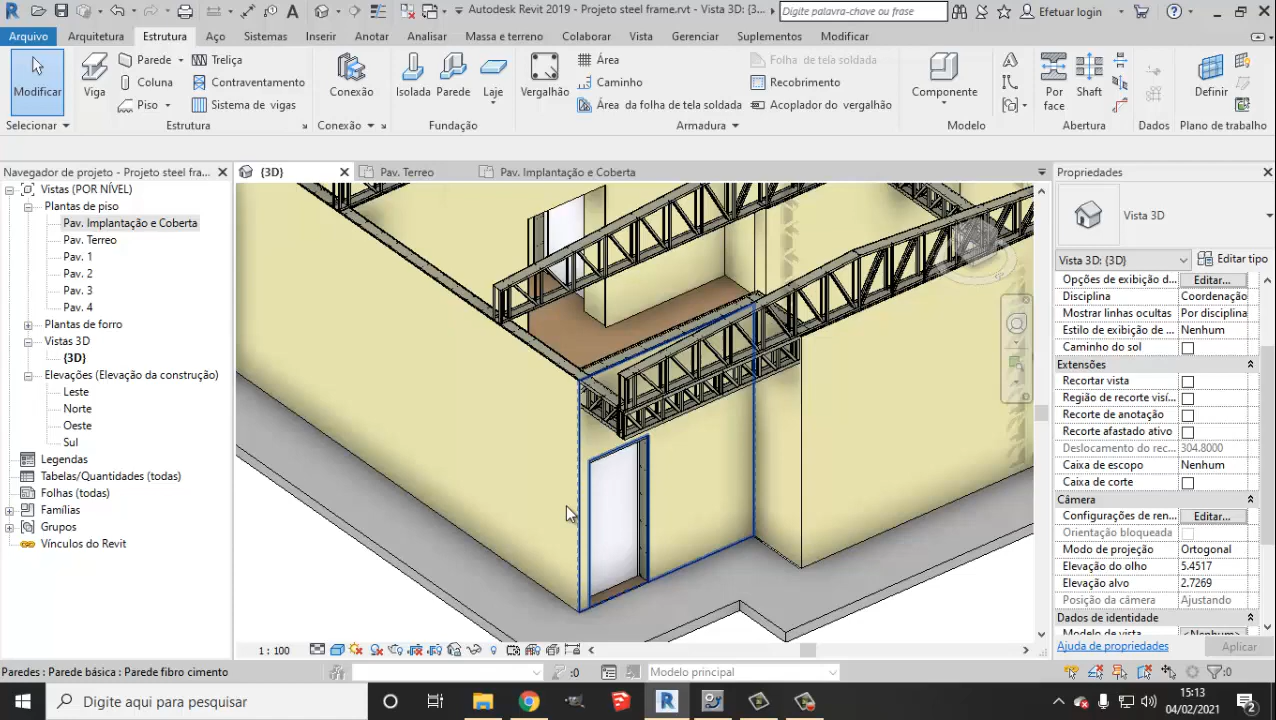 Autodesk Revit 2019 - Projeto steel frame.rvt - Vista 3D: {3...
Digite palavra-chave ou frase
Efetuar login
Arquivo Arquitetura Estrutura Aço Sistemas Inserir Anotar Analisar Massa e terreno Colaborar Vista Gerenciar Suplementos Modificar
Modificar
Selecionar
Viga
Parede
Coluna
Piso
Treliça
Contraventamento
Sistema de vigas
Estrutura
Conexão
Conexão
Isolada Parede Laje
Fundação
Vergalhão
Área
Caminho
Área da folha de tela soldada
Folha de tela soldada
Recobrimento
Acoplador do vergalhão
Armadura
Componente
Modelo
Por face
Shaft
Abertura
Dados
Definir
Plano de trabalho
Navegador de projeto - Projeto steel fra...
{3D}
Pav. Terreo
Pav. Implantação e Coberta
Propriedades
Vistas (POR NÍVEL)
Plantas de piso
Pav. Implantação e Coberta
Pav. Terreo
Pav. 1
Pav. 2
Pav. 3
Pav. 4
Plantas de forro
Vistas 3D
{3D}
Elevações (Elevação da construção)
Leste
Norte
Oeste
Sul
Legendas
Tabelas/Quantidades (todas)
Folhas (todas)
Famílias
Grupos
Vínculos do Revit
Vista 3D
Vista 3D: {3D}
Editar tipo
Opções de exibição d... Editar...
Disciplina Coordenação
Mostrar linhas ocultas Por disciplina
Estilo de exibição de ... Nenhum
Caminho do sol
Extensões
Recortar vista
Região de recorte visí...
Recorte de anotação
Recorte afastado ativo
Deslocamento do rec... 304.8000
Caixa de escopo Nenhum
Caixa de corte
Câmera
Configurações de ren... Editar...
Orientação bloqueada
Modo de projeção Ortogonal
Elevação do olho 5.4517
Elevação alvo 2.7269
Posição da câmera Ajustando
Dados de identidade
Modelo de vista <Nenhum>
Ajuda de propriedades
Aplicar
1 : 100
Paredes : Parede básica : Parede fibro cimento
:0
Modelo principal
:0
Digite aqui para pesquisar
15:13
04/02/2021
2